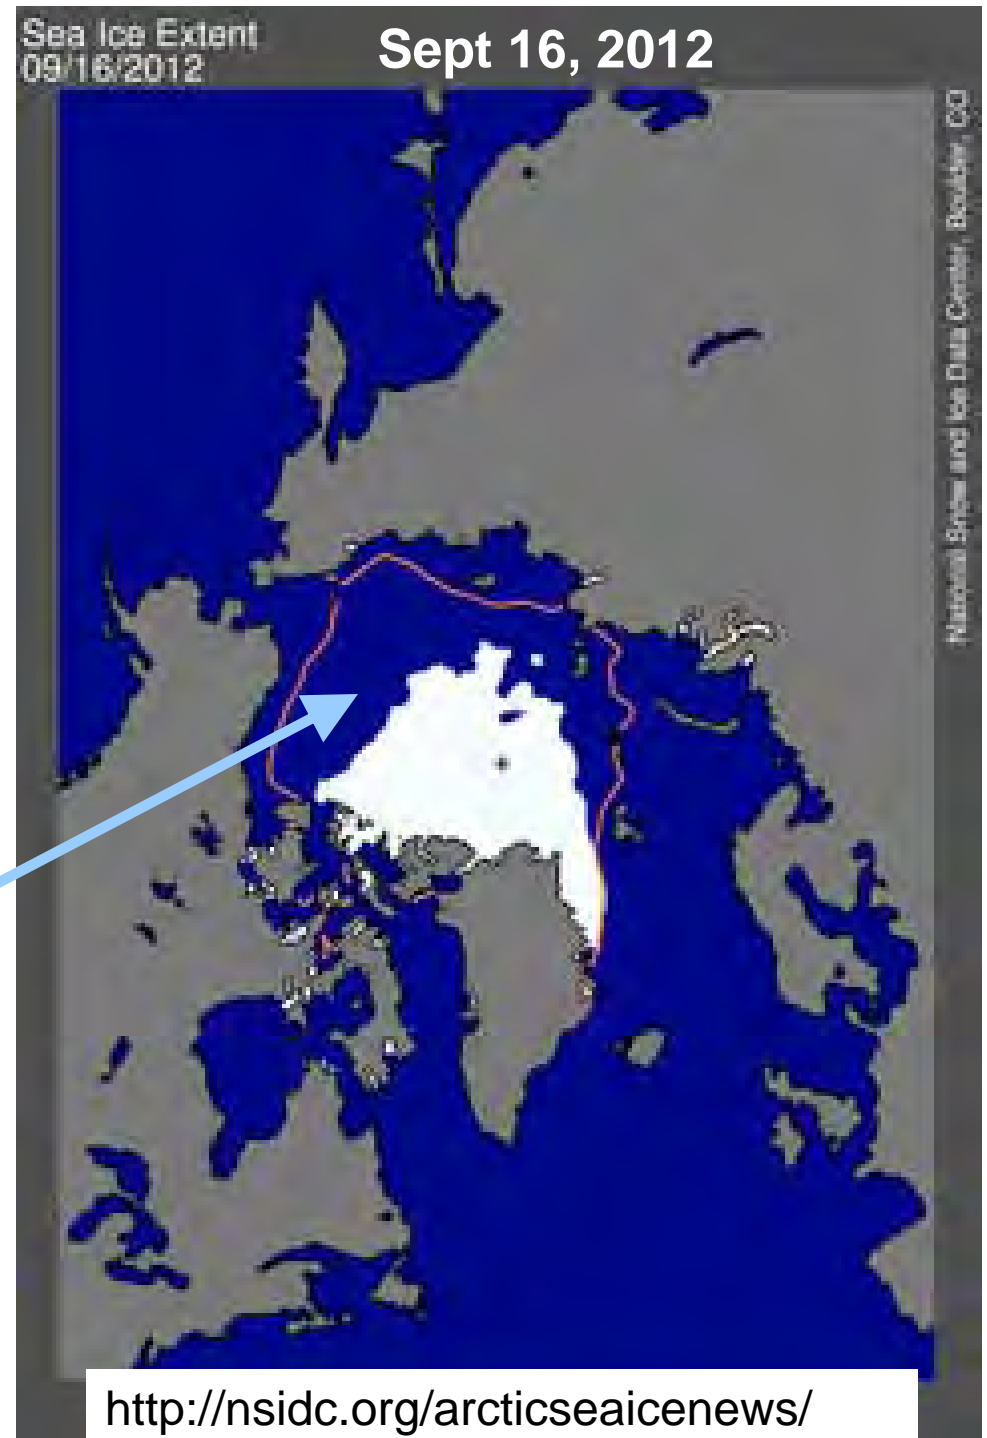 Sea Ice Extent
09/16/2012
Sept 16, 2012
National Snow and Ice Data Center, Boulder, CO
http://nsidc.org/arcticseaicenews/